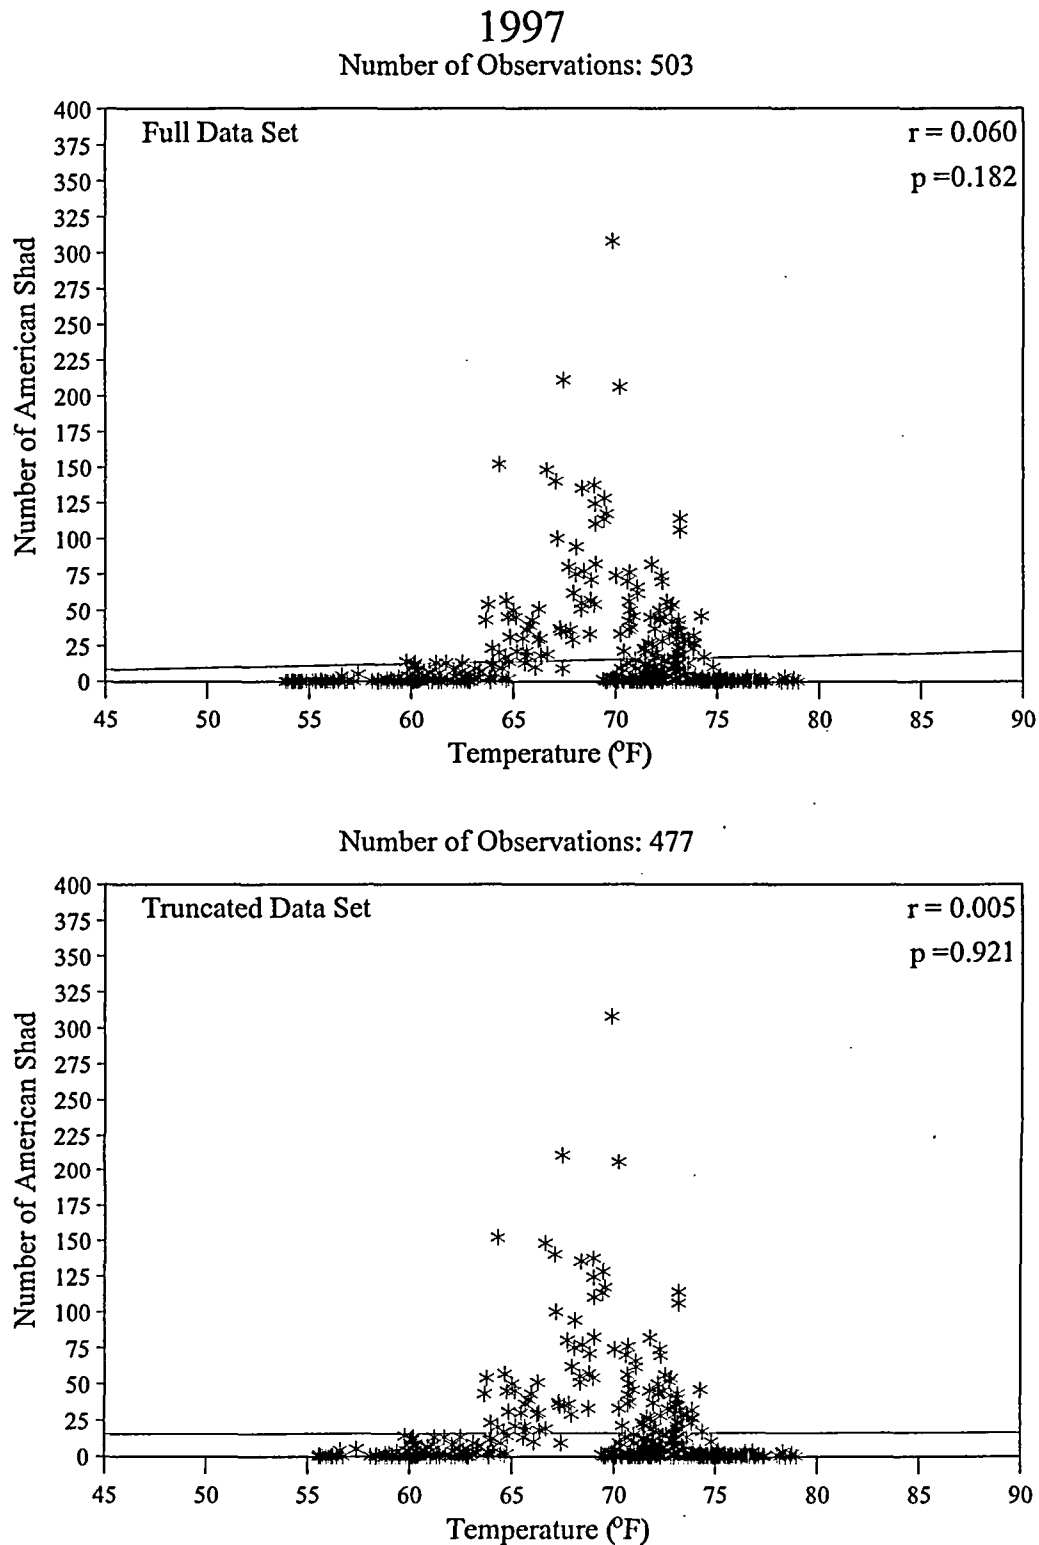 1997
Number of Observations: 503
400
375
350
325
300
275
250
225
200
175
150
125
100
75
50
25
0
Number of American Shad
Full Data Set
r = 0.060
p =0.182
45 50 55 60 65 70 75 80 85 90
Temperature (°F)
Number of Observations: 477
400
375
350
325
300
275
250
225
200
175
150
125
100
75
50
25
0
Number of American Shad
Truncated Data Set
r = 0.005
p =0.921
45 50 55 60 65 70 75 80 85 90
Temperature (°F)